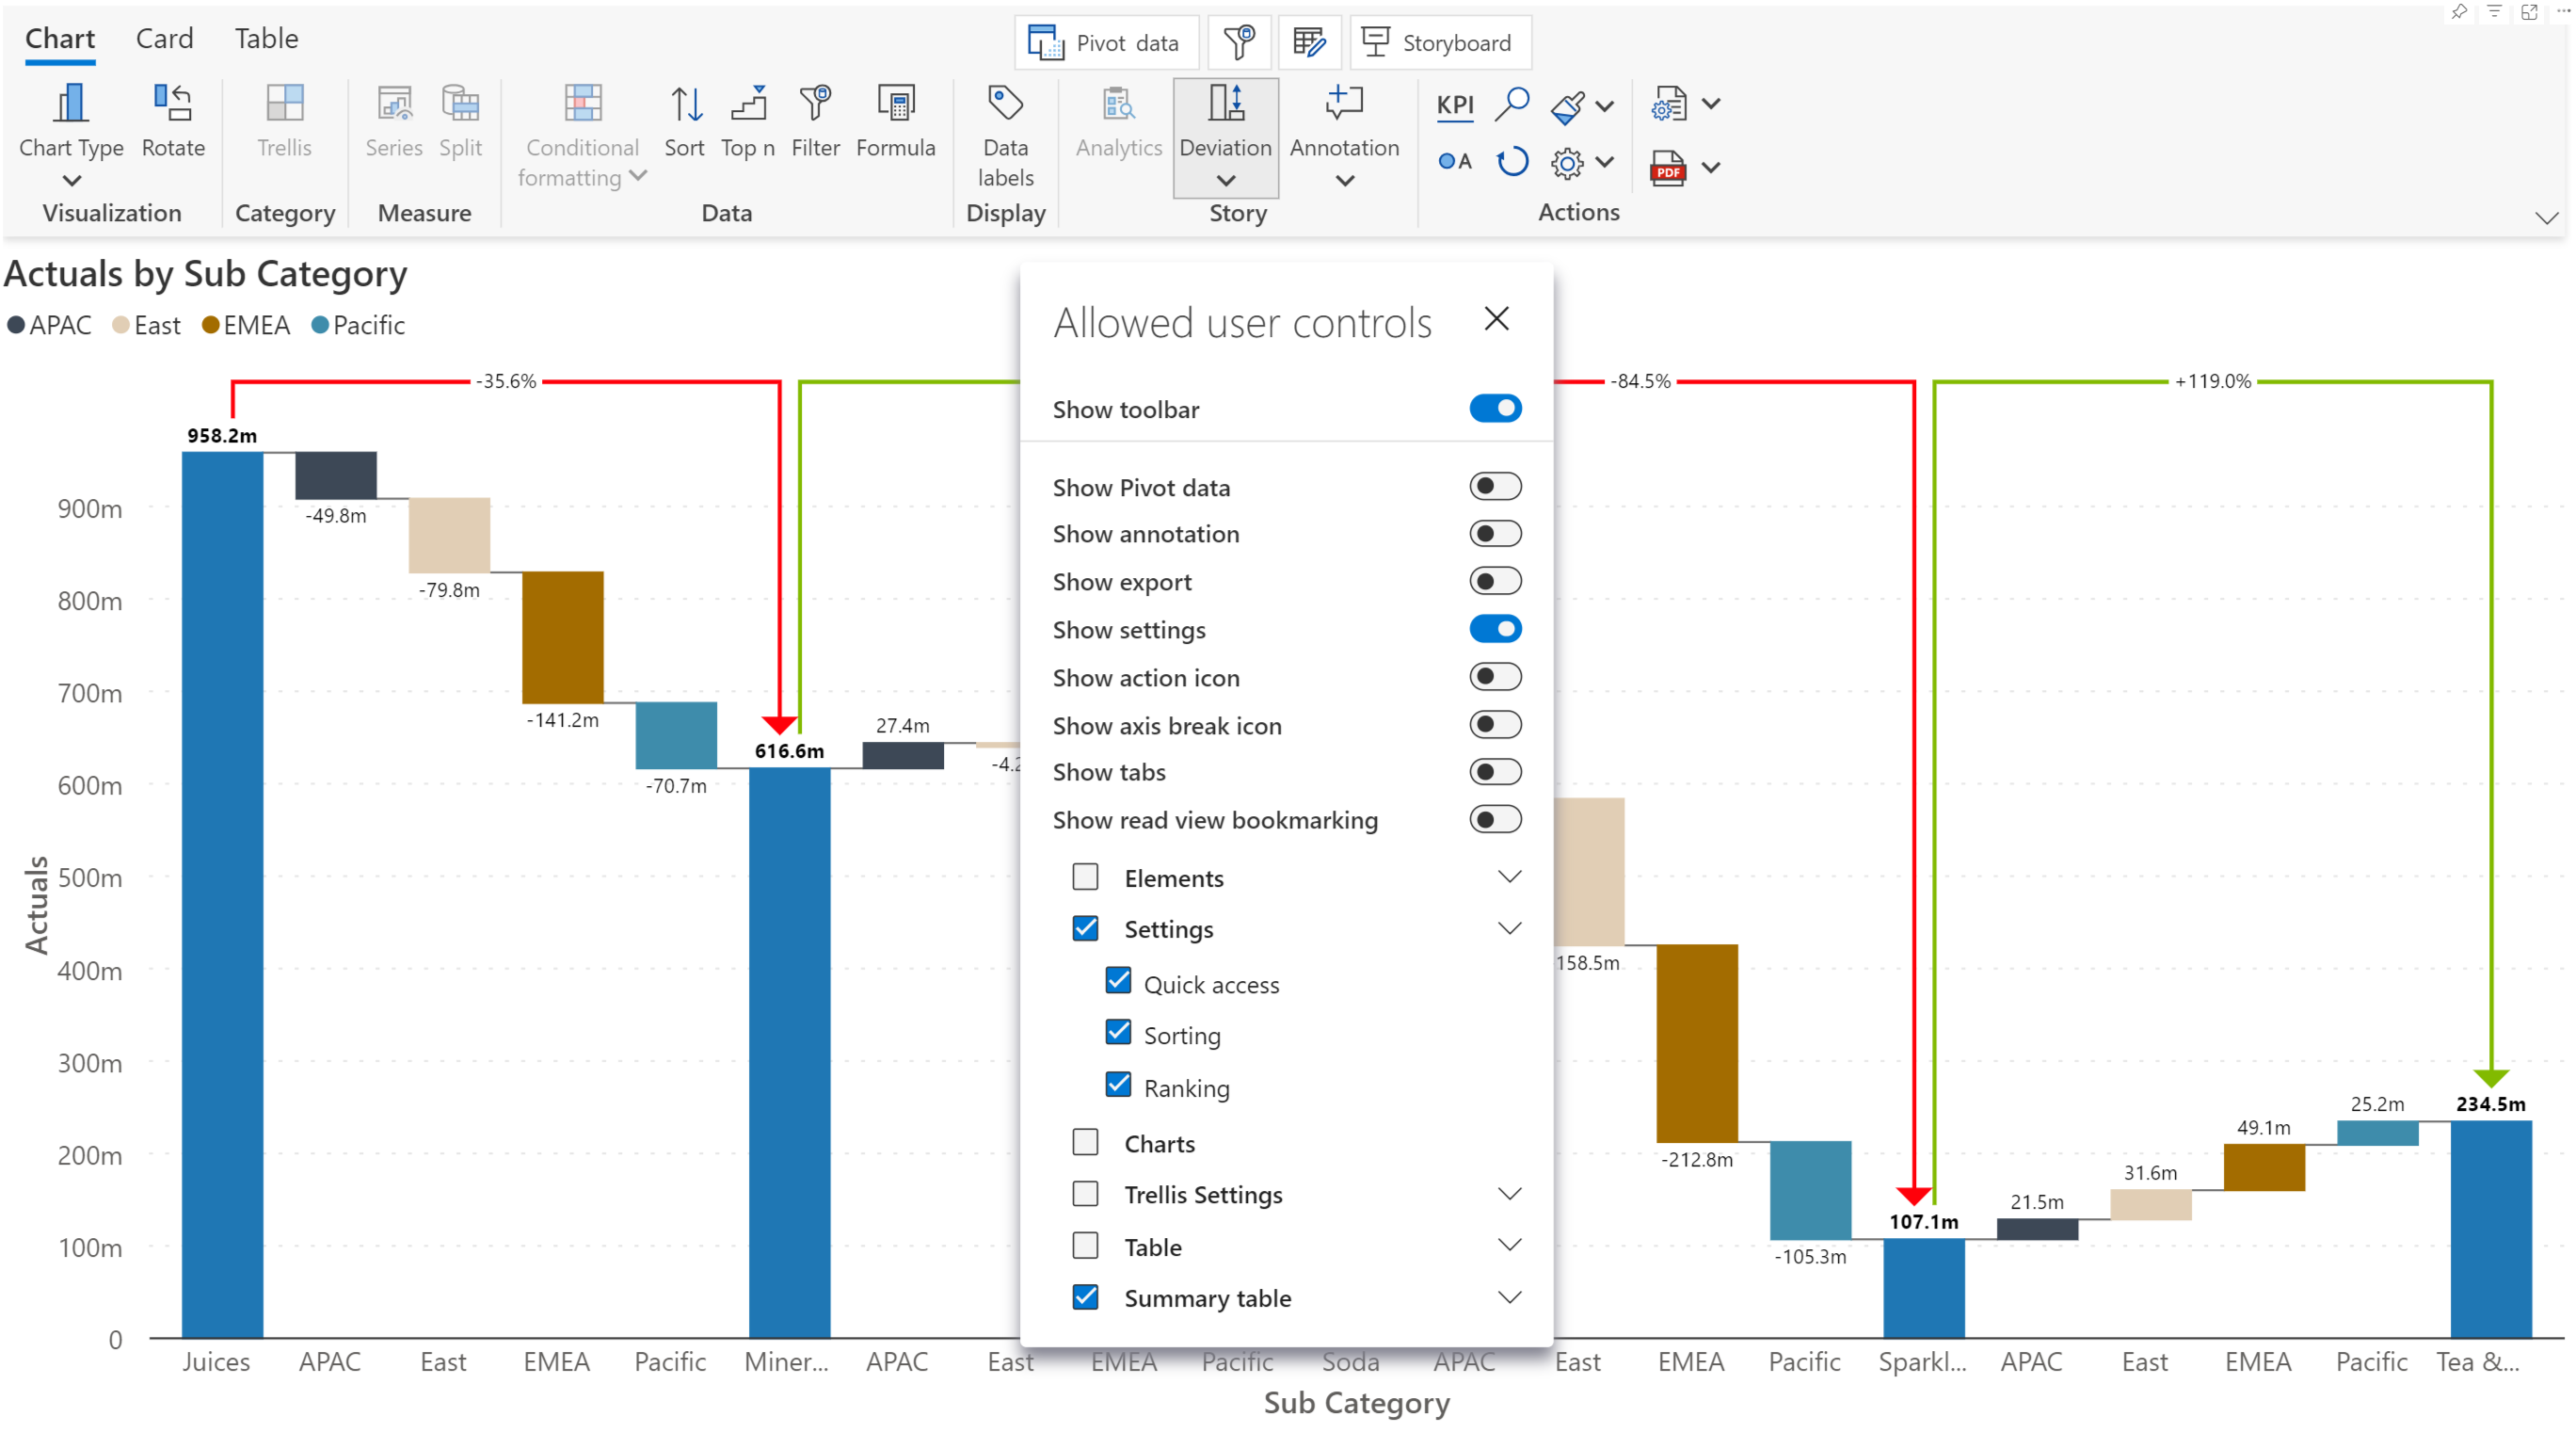 Chart Card Table
Pivot data Storyboard
Chart Type Rotate Trellis Series Split Conditional formatting Sort Top n Filter Formula Data labels Analytics Deviation Annotation KPI
A PDF
Visualization Category Measure Data Display Story Actions
Actuals by Sub Category
APAC East EMEA Pacific
Allowed user controls
Show toolbar
Show Pivot data
Show annotation
Show export
Show settings
Show action icon
Show axis break icon
Show tabs
Show read view bookmarking
Elements
Settings
Quick access
Sorting
Ranking
Charts
Trellis Settings
Table
Summary table
-35.6% -84.5% +119.0%
958.2m
-49.8m
-79.8m
-141.2m
-70.7m
616.6m
27.4m
-4.2
158.5m
-212.8m
-105.3m
107.1m
21.5m
31.6m
49.1m
25.2m
234.5m
900m
800m
700m
600m
500m
400m
300m
200m
100m
0
Actuals
Juices APAC East EMEA Pacific Miner... APAC East EMEA Pacific Soda APAC East EMEA Pacific Sparkl... APAC East EMEA Pacific Tea &...
Sub Category